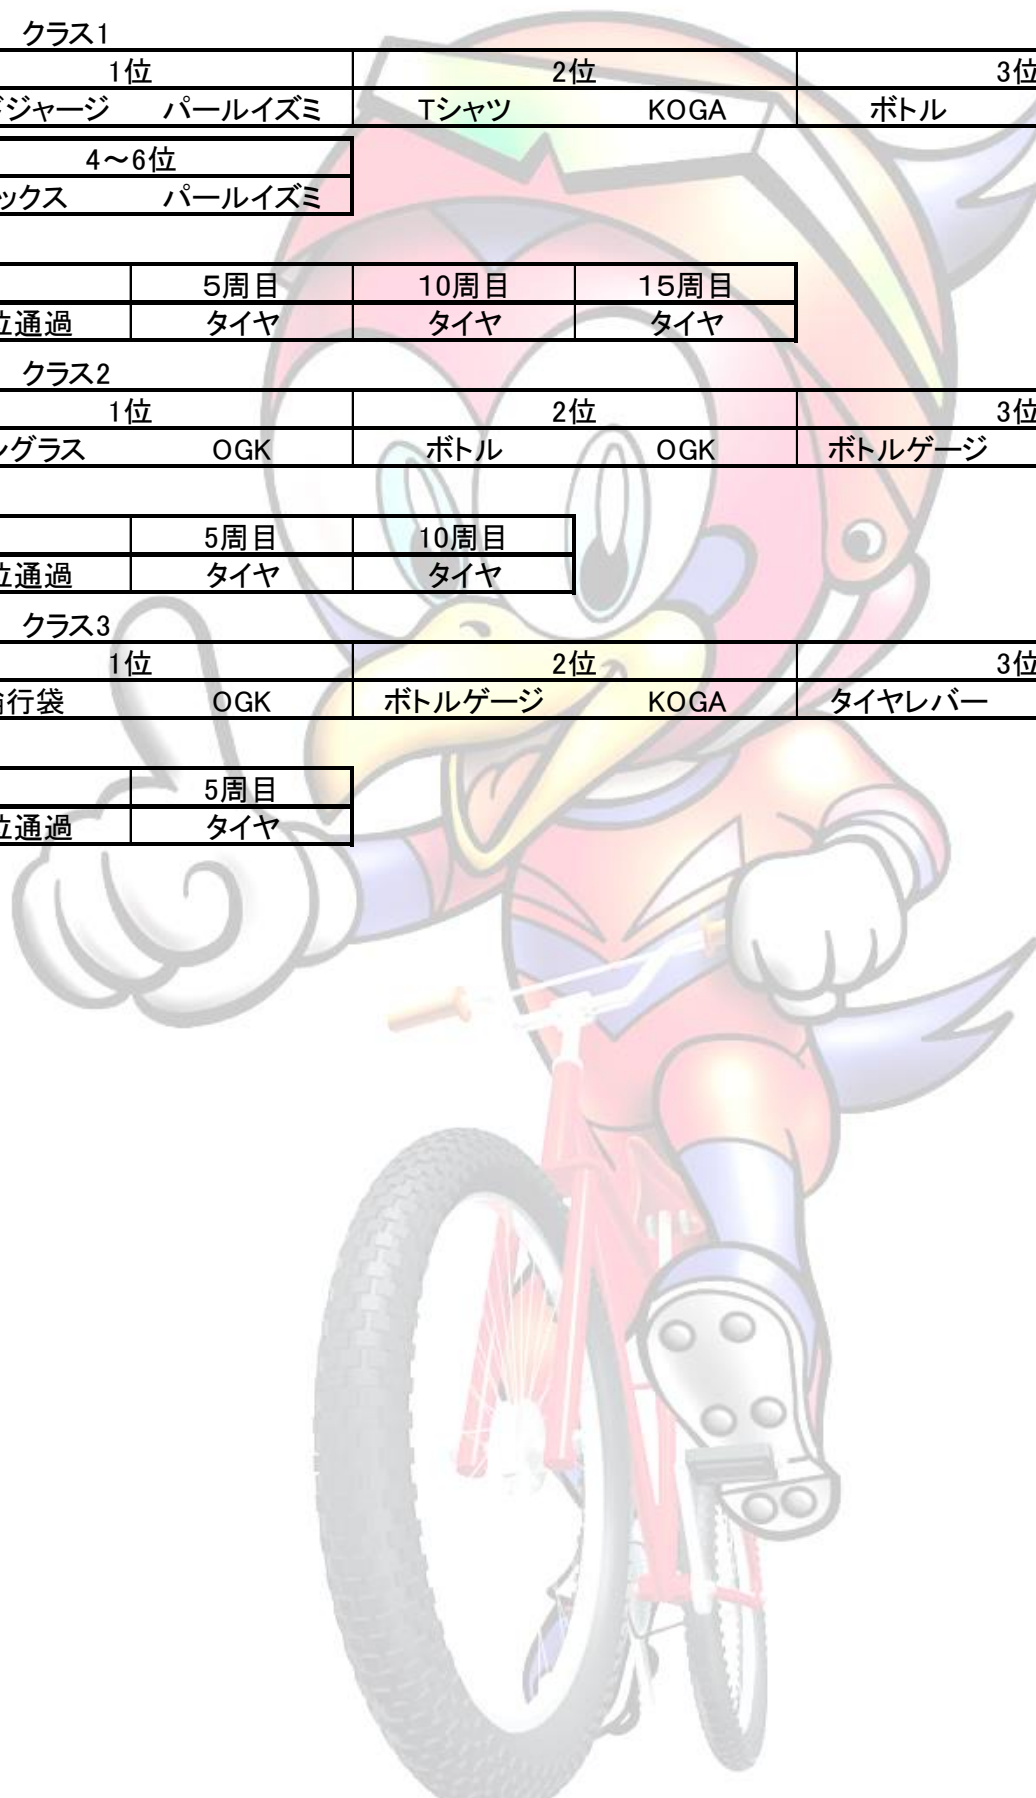 クラス1
1位 2位 3位
ジャージ パールイズミ Tシャツ KOGA ボトル
4～6位
ックス パールイズミ
5周目 10周目 15周目
位通過 タイヤ タイヤ タイヤ
クラス2
1位 2位 3位
ングラス OGK ボトル OGK ボトルゲージ
5周目 10周目
位通過 タイヤ タイヤ
クラス3
1位 2位 3位
行袋 OGK ボトルゲージ KOGA タイヤレバー
5周目
位通過 タイヤ